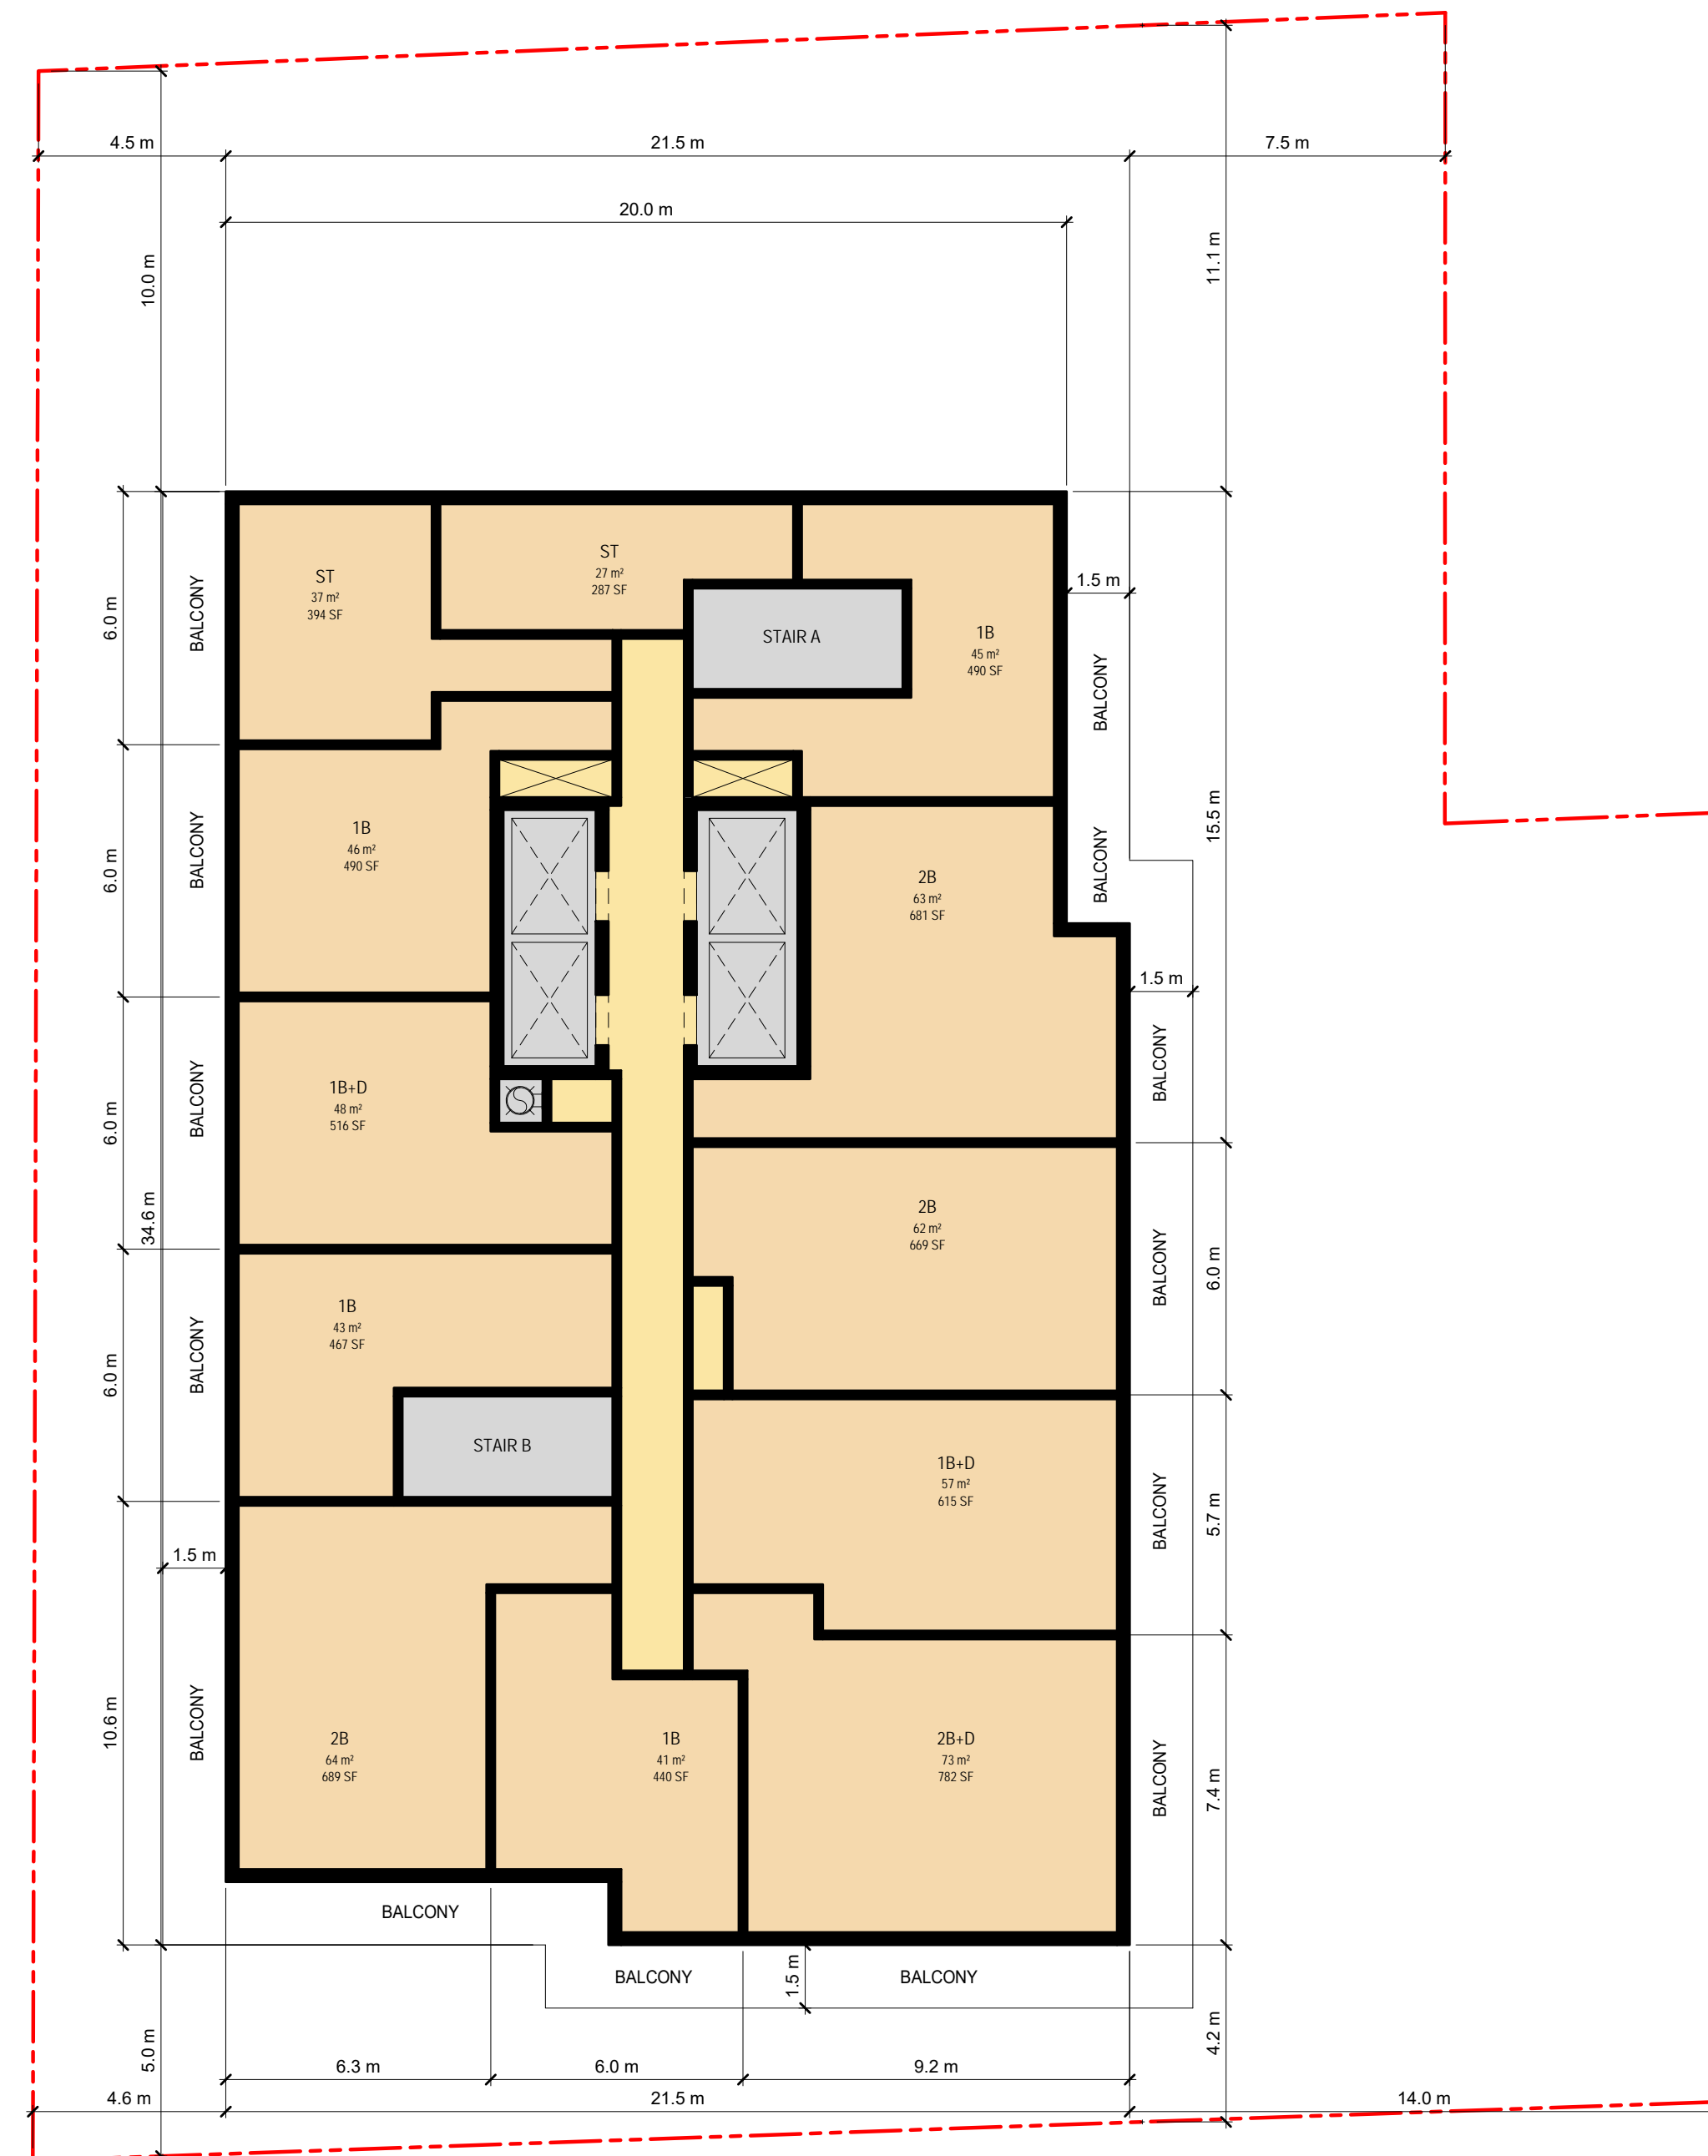 4.5 m
21.5 m
7.5 m
20.0 m
10.0 m
11.1 m
BALCONY
6.0 m
ST
37 m²
394 SF
ST
27 m²
287 SF
STAIR A
1B
45 m²
490 SF
1.5 m
BALCONY
15.5 m
6.0 m
BALCONY
1B
46 m²
490 SF
2B
63 m²
681 SF
BALCONY
1.5 m
BALCONY
6.0 m
BALCONY
1B+D
48 m²
516 SF
34.6 m
2B
62 m²
669 SF
BALCONY
6.0 m
6.0 m
BALCONY
1B
43 m²
467 SF
STAIR B
1B+D
57 m²
615 SF
BALCONY
5.7 m
1.5 m
10.6 m
BALCONY
2B
64 m²
689 SF
1B
41 m²
440 SF
2B+D
73 m²
782 SF
BALCONY
7.4 m
BALCONY
BALCONY
1.5 m
BALCONY
5.0 m
4.2 m
6.3 m
6.0 m
9.2 m
4.6 m
21.5 m
14.0 m